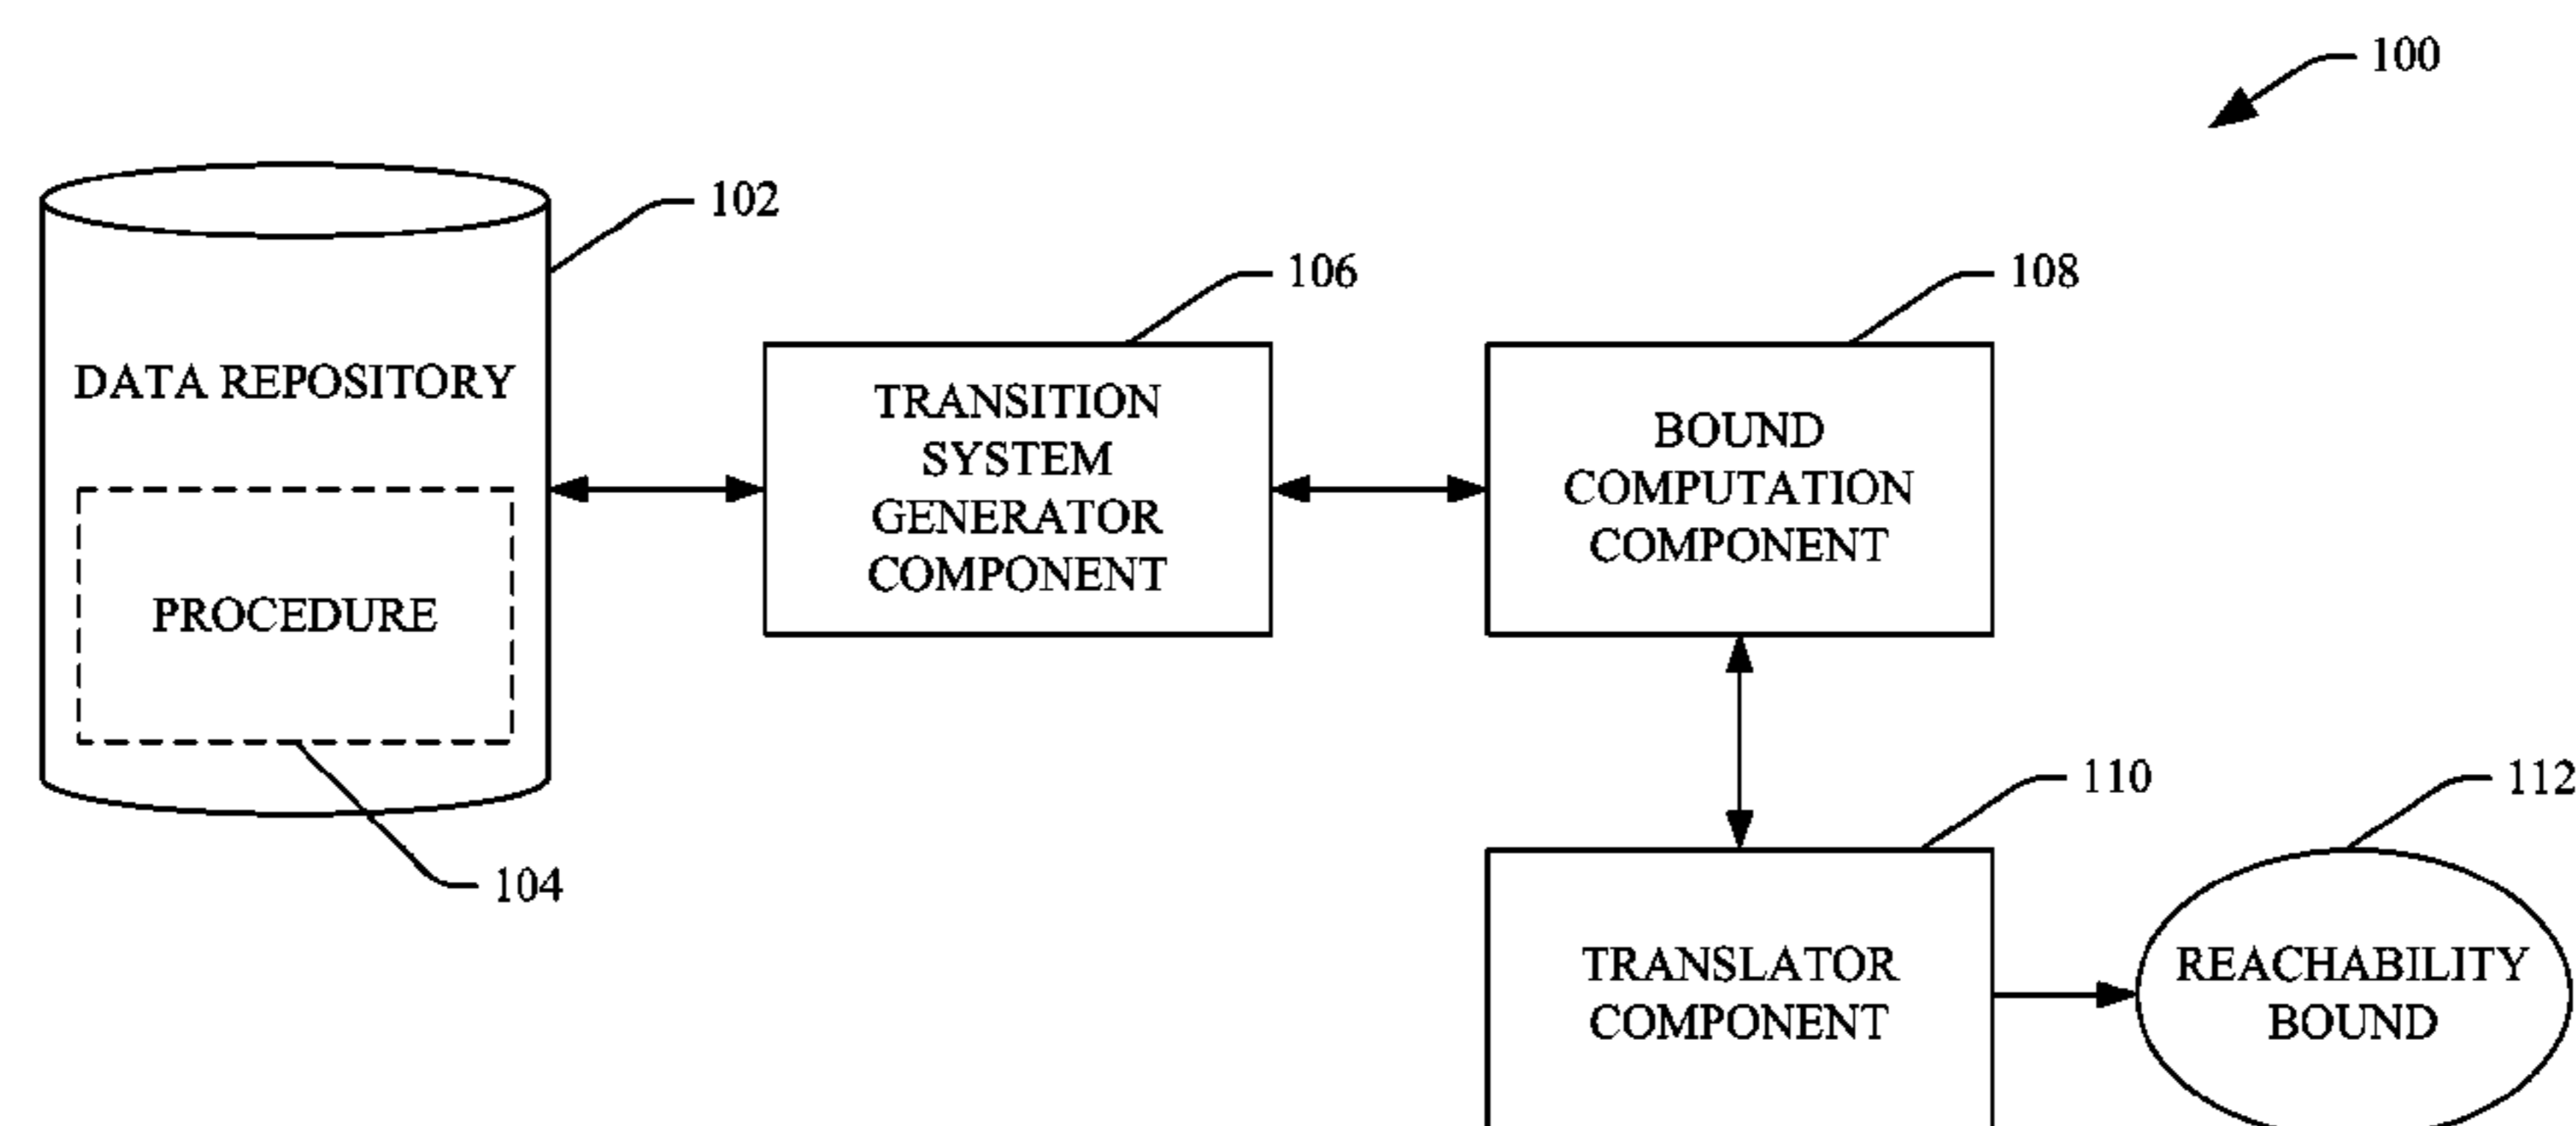 100
102
106
108
DATA REPOSITORY
TRANSITION
SYSTEM
GENERATOR
COMPONENT
BOUND
COMPUTATION
COMPONENT
PROCEDURE
104
110
112
TRANSLATOR
COMPONENT
REACHABILITY
BOUND